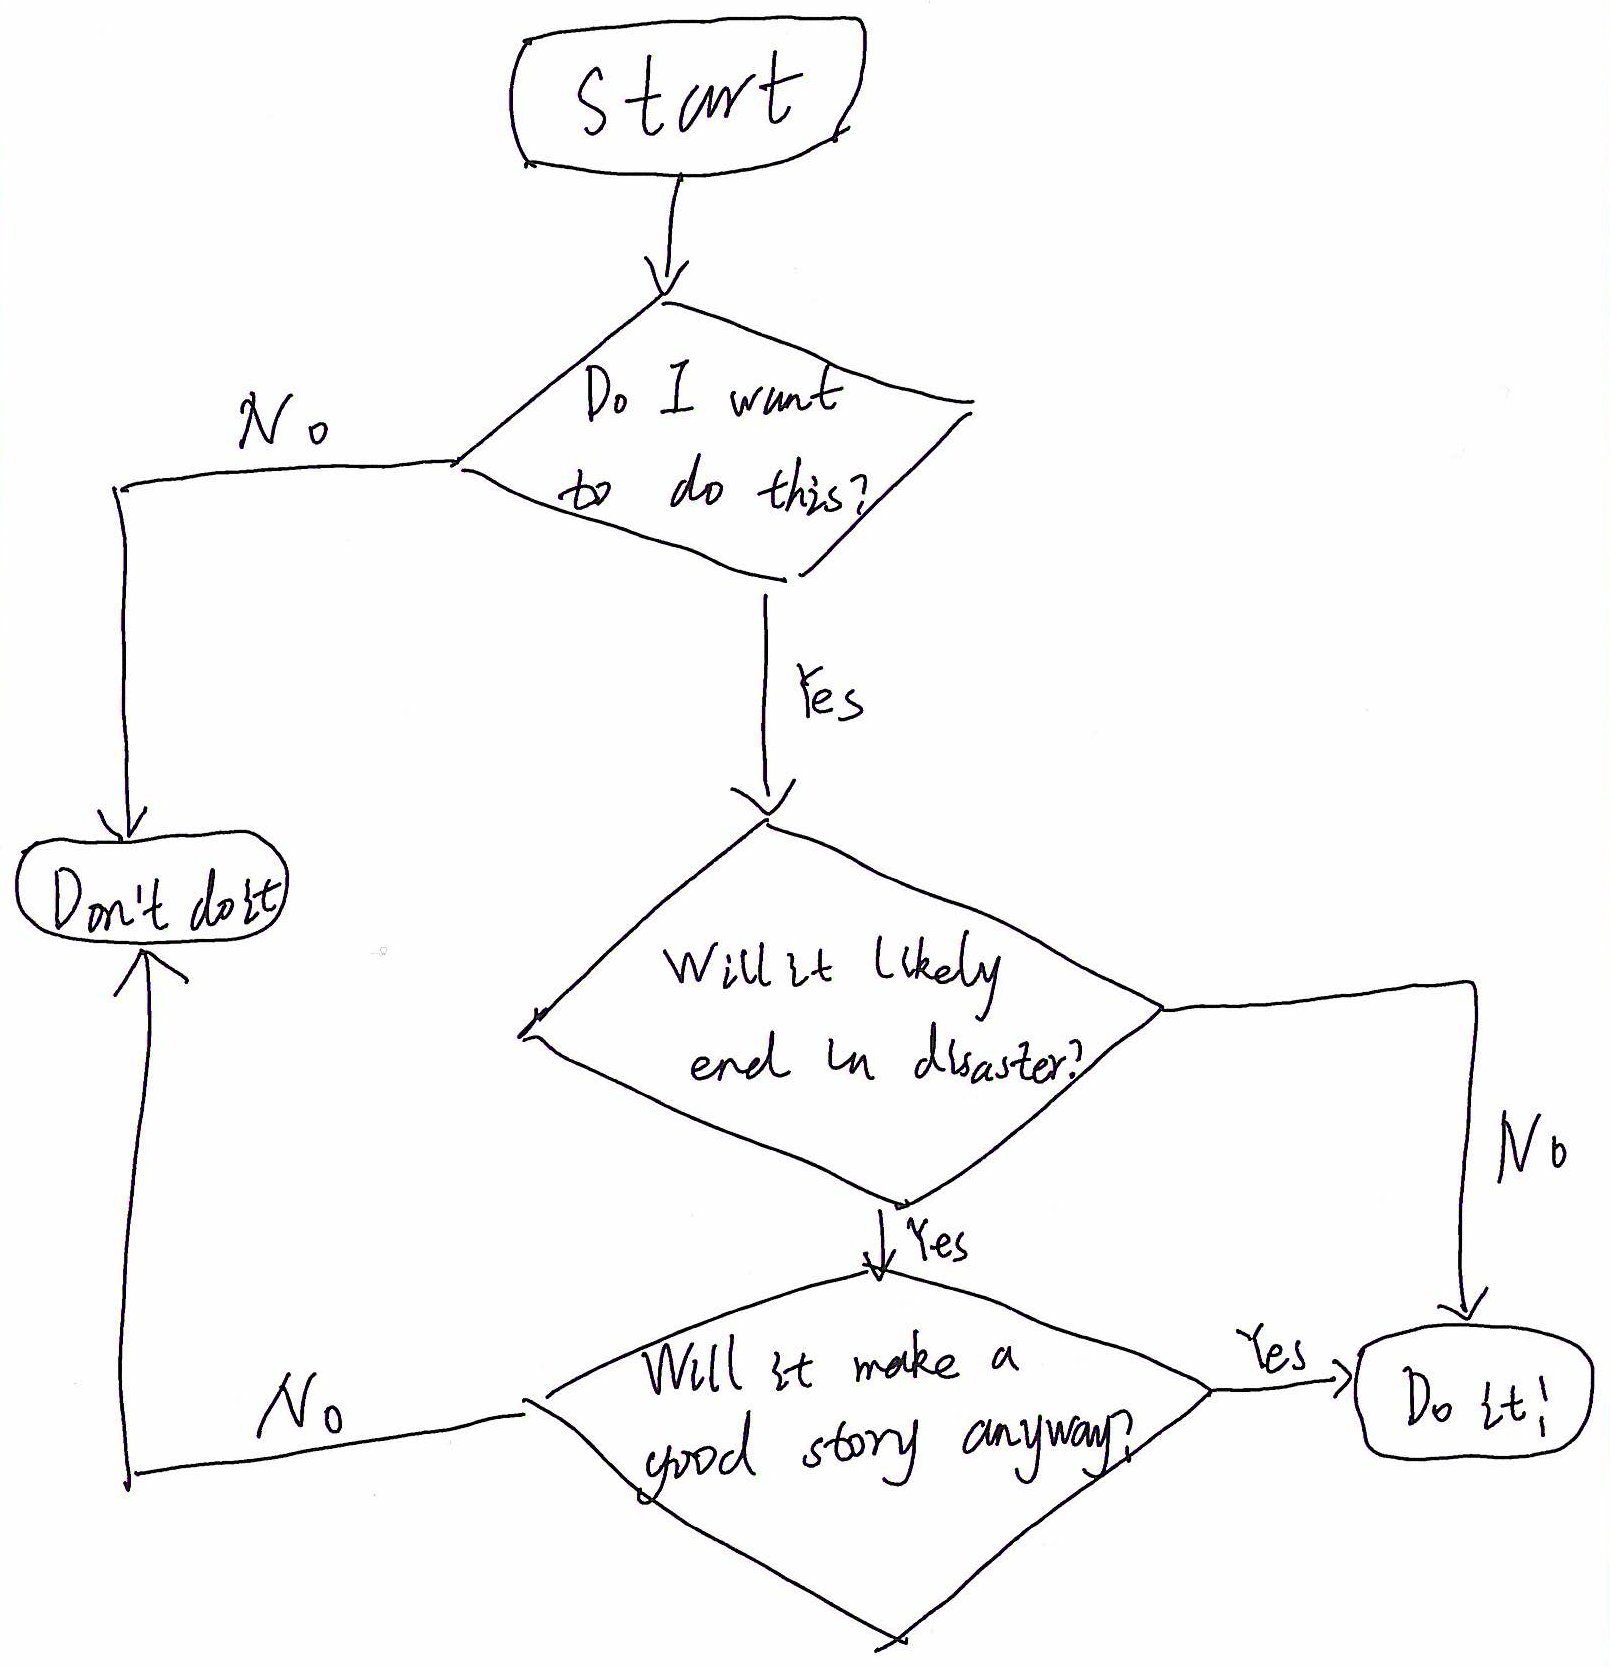 Start
No
Do I want
to do this?
Yes
Don't do it
Will it likely
end in disaster?
No
Yes
Will it make a
good story anyway?
No
Yes
Do it!